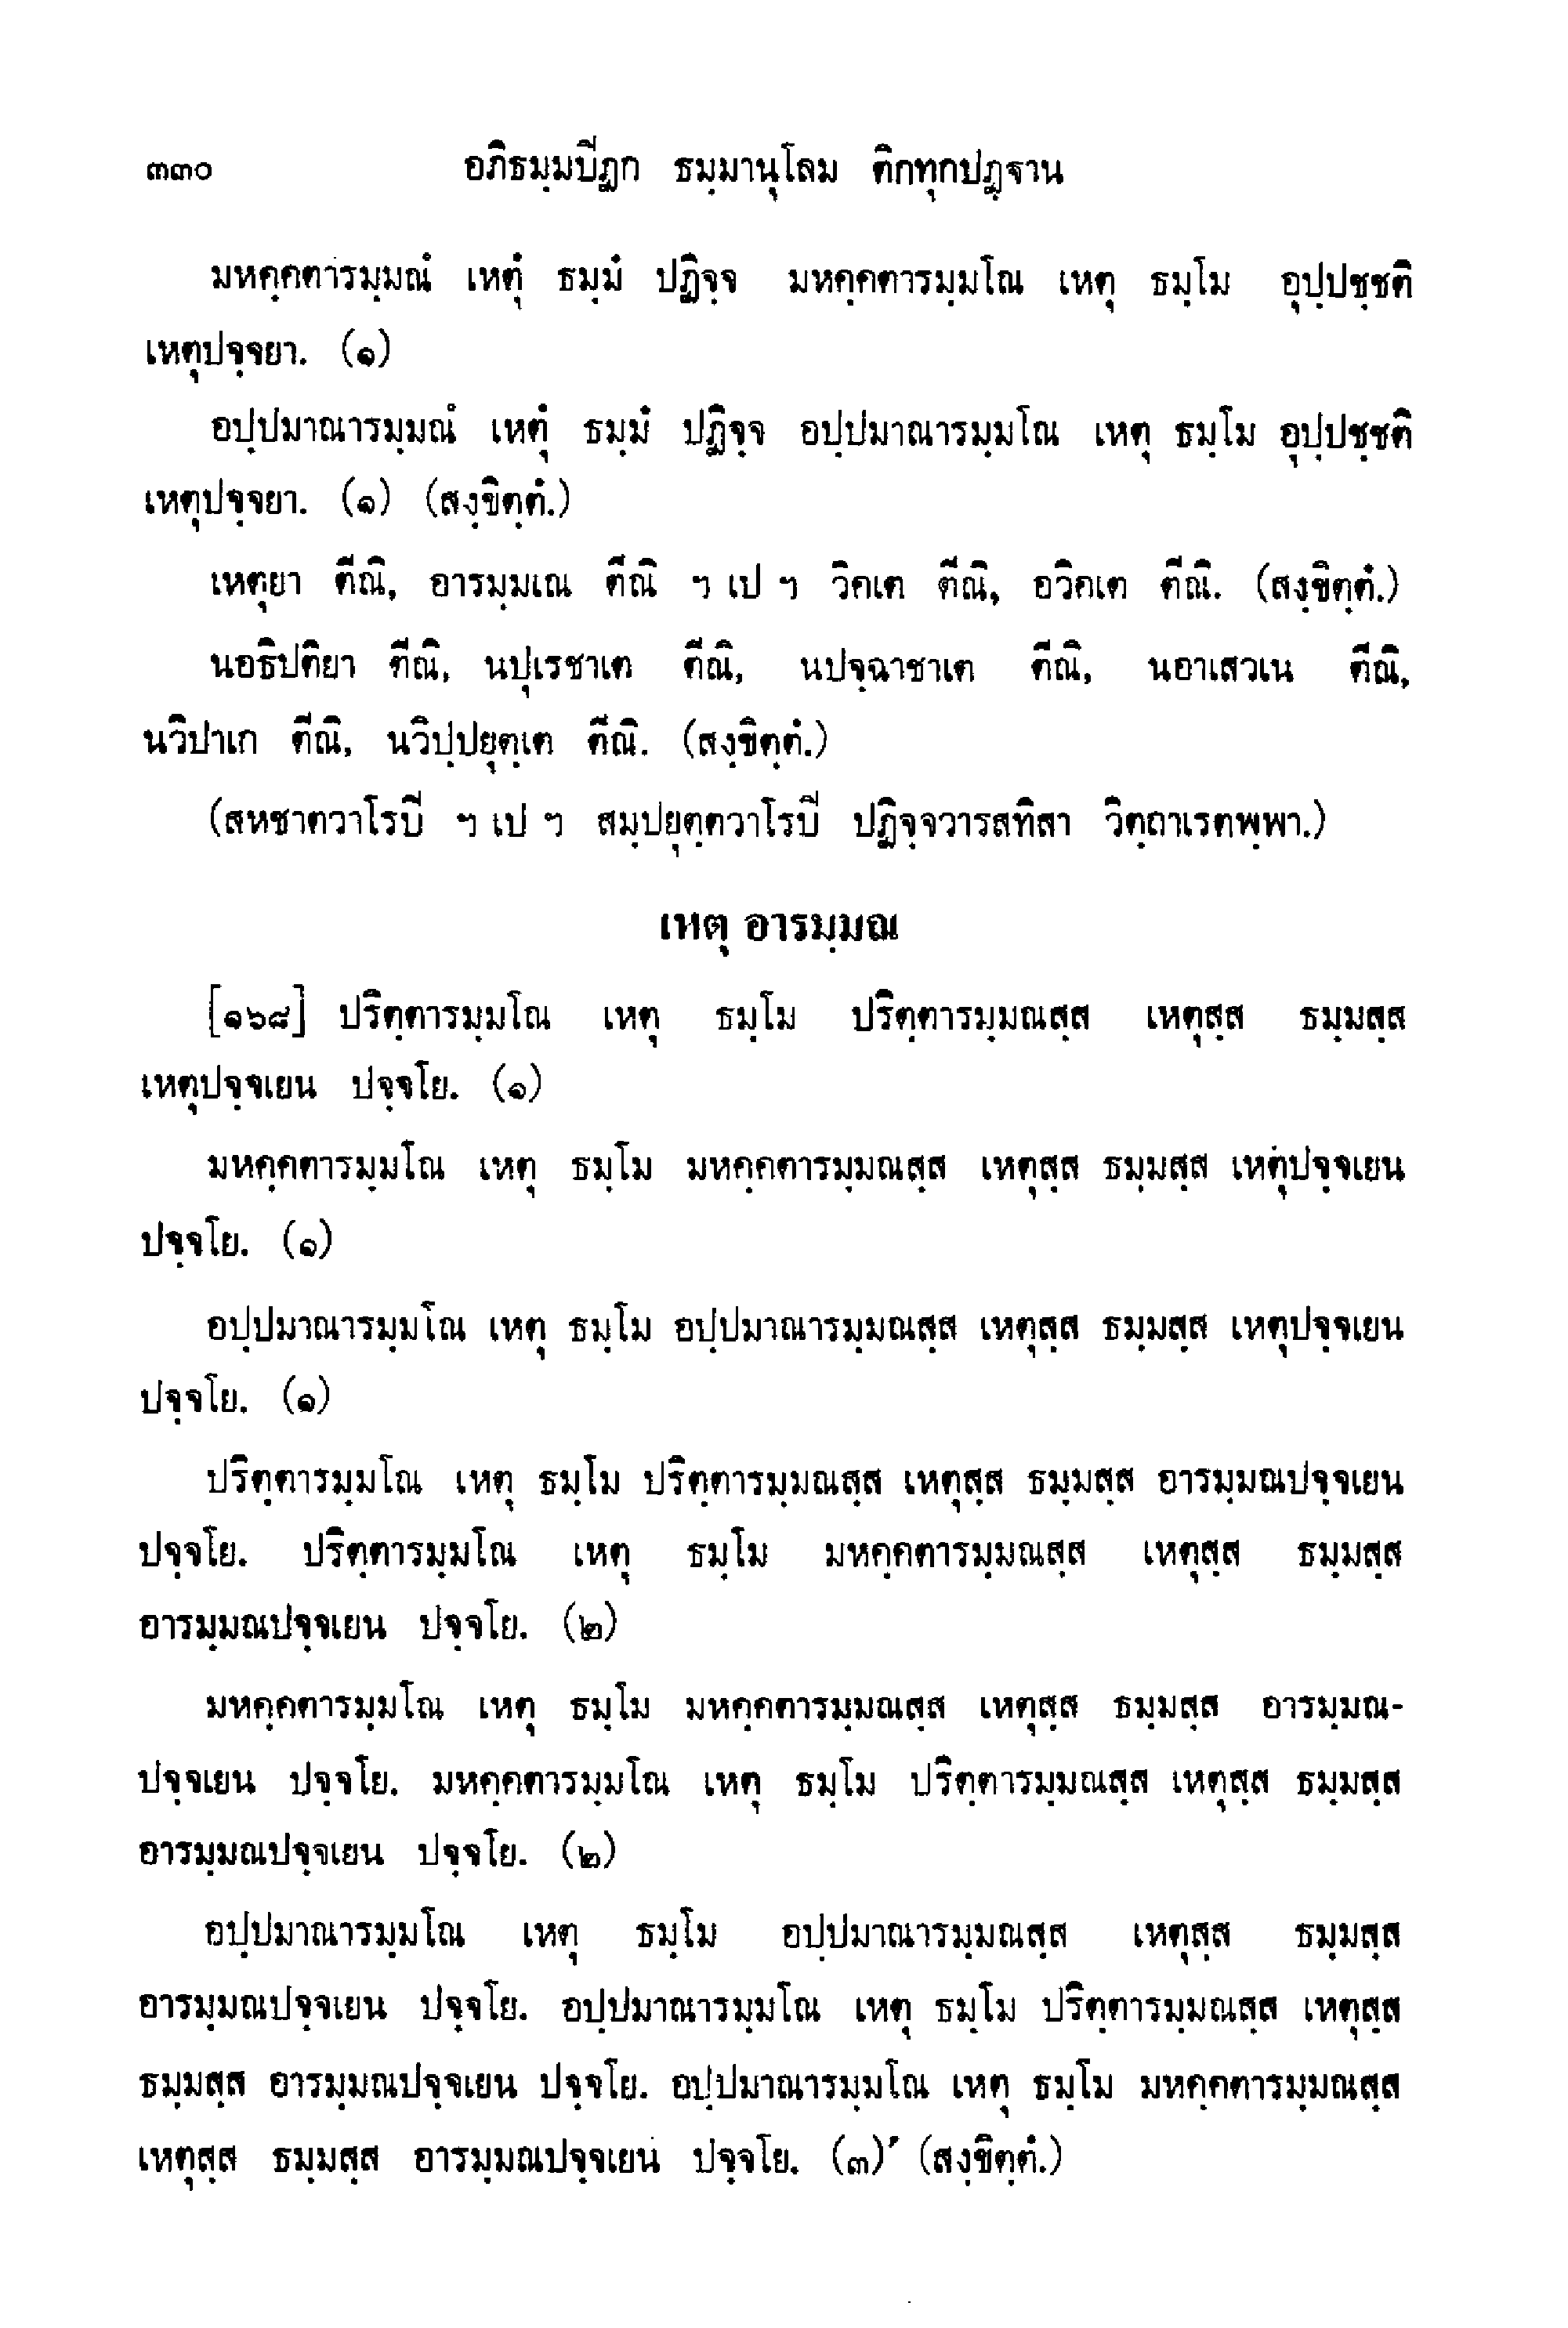 ๓๓๐ อภิธมฺมปีฏก ธมฺมานุโลม ติกทุกปฏฺฐาน
มหคฺคตารมฺมณํ เหตุํ ธมฺมํ ปฏิจฺจ มหคฺคตารมฺมโณ เหตุ ธมฺโม อุปฺปชฺชติ
เหตุปจฺจยา. (๑)
อปฺปมาณารมฺมณํ เหตุํ ธมฺมํ ปฏิจฺจ อปฺปมาณารมฺมโณ เหตุ ธมฺโม อุปฺปชฺชติ
เหตุปจฺจยา. (๑) (สงฺขิตฺตํ.)
เหตุยา ตีณิ, อารมฺมเณ ตีณิ ฯ เป ฯ วิคเต ตีณิ, อวิคเต ตีณิ. (สงฺขิตฺตํ.)
นอธิปติยา ตีณิ, นปุเรชาเต ตีณิ, นปจฺฉาชาเต ตีณิ, นอาเสวเน ตีณิ,
นวิปาเก ตีณิ, นวิปฺปยุตฺเต ตีณิ. (สงฺขิตฺตํ.)
(สหชาตวาโรปี ฯ เป ฯ สมฺปยุตฺตวาโรปี ปฏิจฺจวารสทิสา วิตฺถาเรตพฺพา.)
เหตุ อารมฺมณ
[๑๖๘] ปริตฺตารมฺมโณ เหตุ ธมฺโม ปริตฺตารมฺมณสฺส เหตุสฺส ธมฺมสฺส
เหตุปจฺจเยน ปจฺจโย. (๑)
มหคฺคตารมฺมโณ เหตุ ธมฺโม มหคฺคตารมฺมณสฺส เหตุสฺส ธมฺมสฺส เหตุปจฺจเยน
ปจฺจโย. (๑)
อปฺปมาณารมฺมโณ เหตุ ธมฺโม อปฺปมาณารมฺมณสฺส เหตุสฺส ธมฺมสฺส เหตุปจฺจเยน
ปจฺจโย. (๑)
ปริตฺตารมฺมโณ เหตุ ธมฺโม ปริตฺตารมฺมณสฺส เหตุสฺส ธมฺมสฺส อารมฺมณปจฺจเยน
ปจฺจโย. ปริตฺตารมฺมโณ เหตุ ธมฺโม มหคฺคตารมฺมณสฺส เหตุสฺส ธมฺมสฺส
อารมฺมณปจฺจเยน ปจฺจโย. (๒)
มหคฺคตารมฺมโณ เหตุ ธมฺโม มหคฺคตารมฺมณสฺส เหตุสฺส ธมฺมสฺส อารมฺมณ-
ปจฺจเยน ปจฺจโย. มหคฺคตารมฺมโณ เหตุ ธมฺโม ปริตฺตารมฺมณสฺส เหตุสฺส ธมฺมสฺส
อารมฺมณปจฺจเยน ปจฺจโย. (๒)
อปฺปมาณารมฺมโณ เหตุ ธมฺโม อปฺปมาณารมฺมณสฺส เหตุสฺส ธมฺมสฺส
อารมฺมณปจฺจเยน ปจฺจโย. อปฺปมาณารมฺมโณ เหตุ ธมฺโม ปริตฺตารมฺมณสฺส เหตุสฺส
ธมฺมสฺส อารมฺมณปจฺจเยน ปจฺจโย. อปฺปมาณารมฺมโณ เหตุ ธมฺโม มหคฺคตารมฺมณสฺส
เหตุสฺส ธมฺมสฺส อารมฺมณปจฺจเยน ปจฺจโย. (๓) (สงฺขิตฺตํ.)